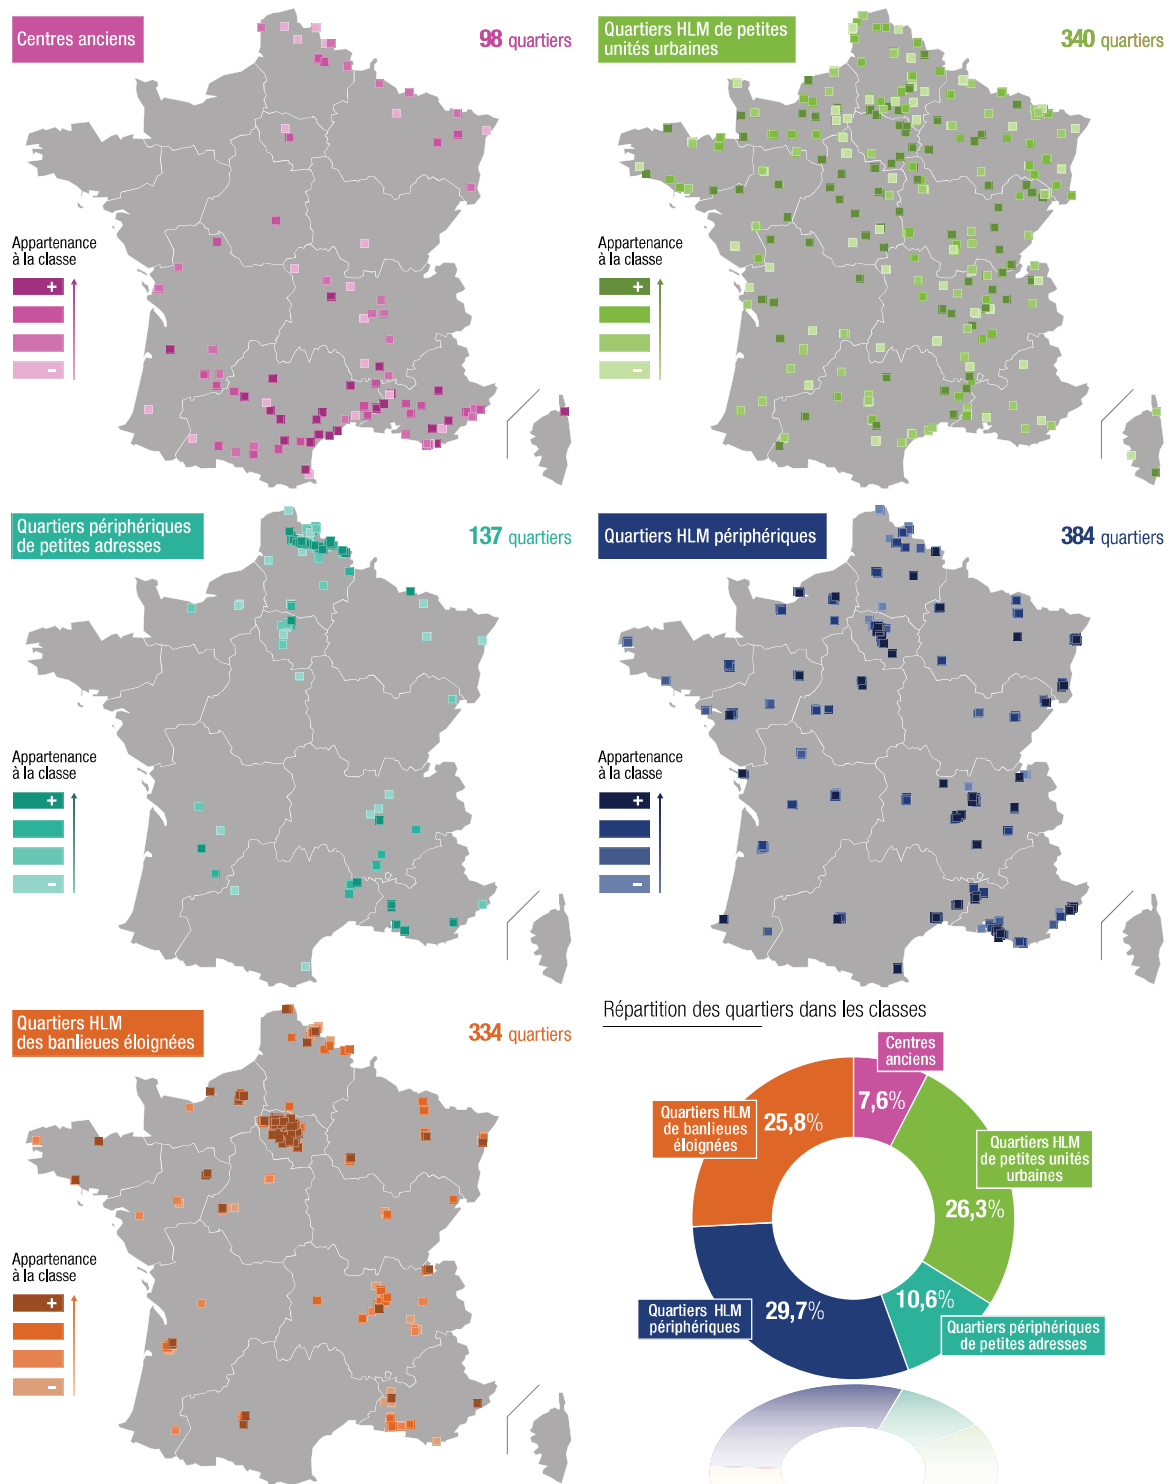 Centres anciens
98 quartiers
Appartenance
à la classe
+
–
Quartiers HLM de petites
unités urbaines
340 quartiers
Appartenance
à la classe
+
–
Quartiers périphériques
de petites adresses
137 quartiers
Appartenance
à la classe
+
–
Quartiers HLM périphériques
384 quartiers
Appartenance
à la classe
+
–
Quartiers HLM
des banlieues éloignées
334 quartiers
Appartenance
à la classe
+
–
Répartition des quartiers dans les classes
Centres
anciens
7,6%
Quartiers HLM
de banlieues
éloignées
25,8%
Quartiers HLM
de petites unités
urbaines
26,3%
Quartiers HLM
périphériques
29,7%
10,6%
Quartiers périphériques
de petites adresses